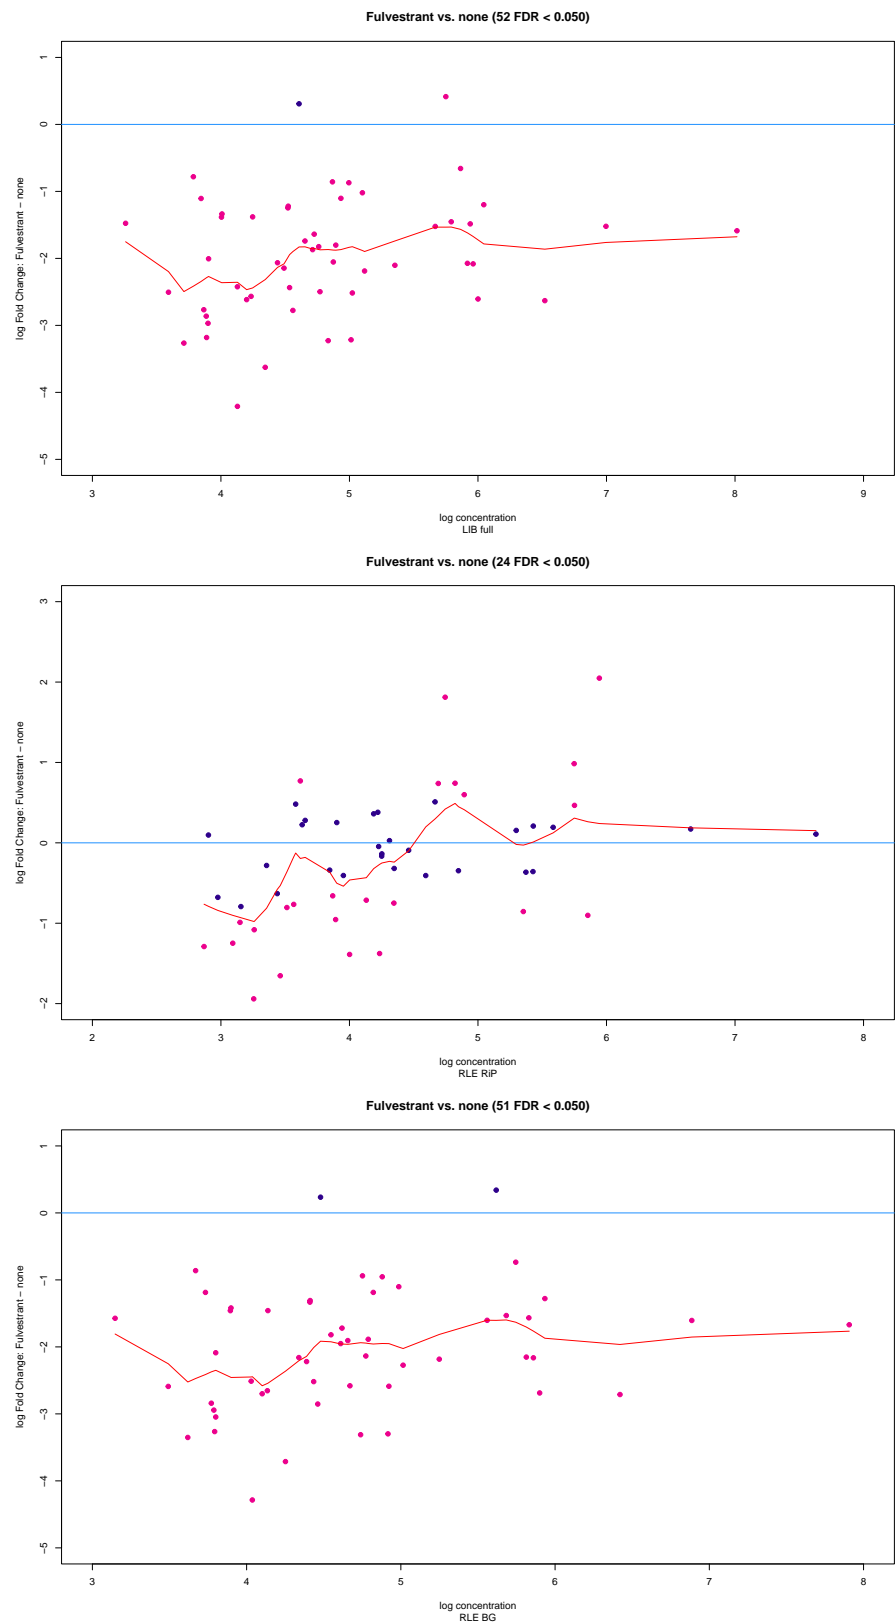 Fulvestrant vs. none (52 FDR < 0.050)
log Fold Change: Fulvestrant − none
1
0
−1
−2
−3
−4
−5
3 4 5 6 7 8 9
log concentration
LIB full
Fulvestrant vs. none (24 FDR < 0.050)
log Fold Change: Fulvestrant − none
3
2
1
0
−1
−2
2 3 4 5 6 7 8
log concentration
RLE RiP
Fulvestrant vs. none (51 FDR < 0.050)
log Fold Change: Fulvestrant − none
1
0
−1
−2
−3
−4
−5
3 4 5 6 7 8
log concentration
RLE BG